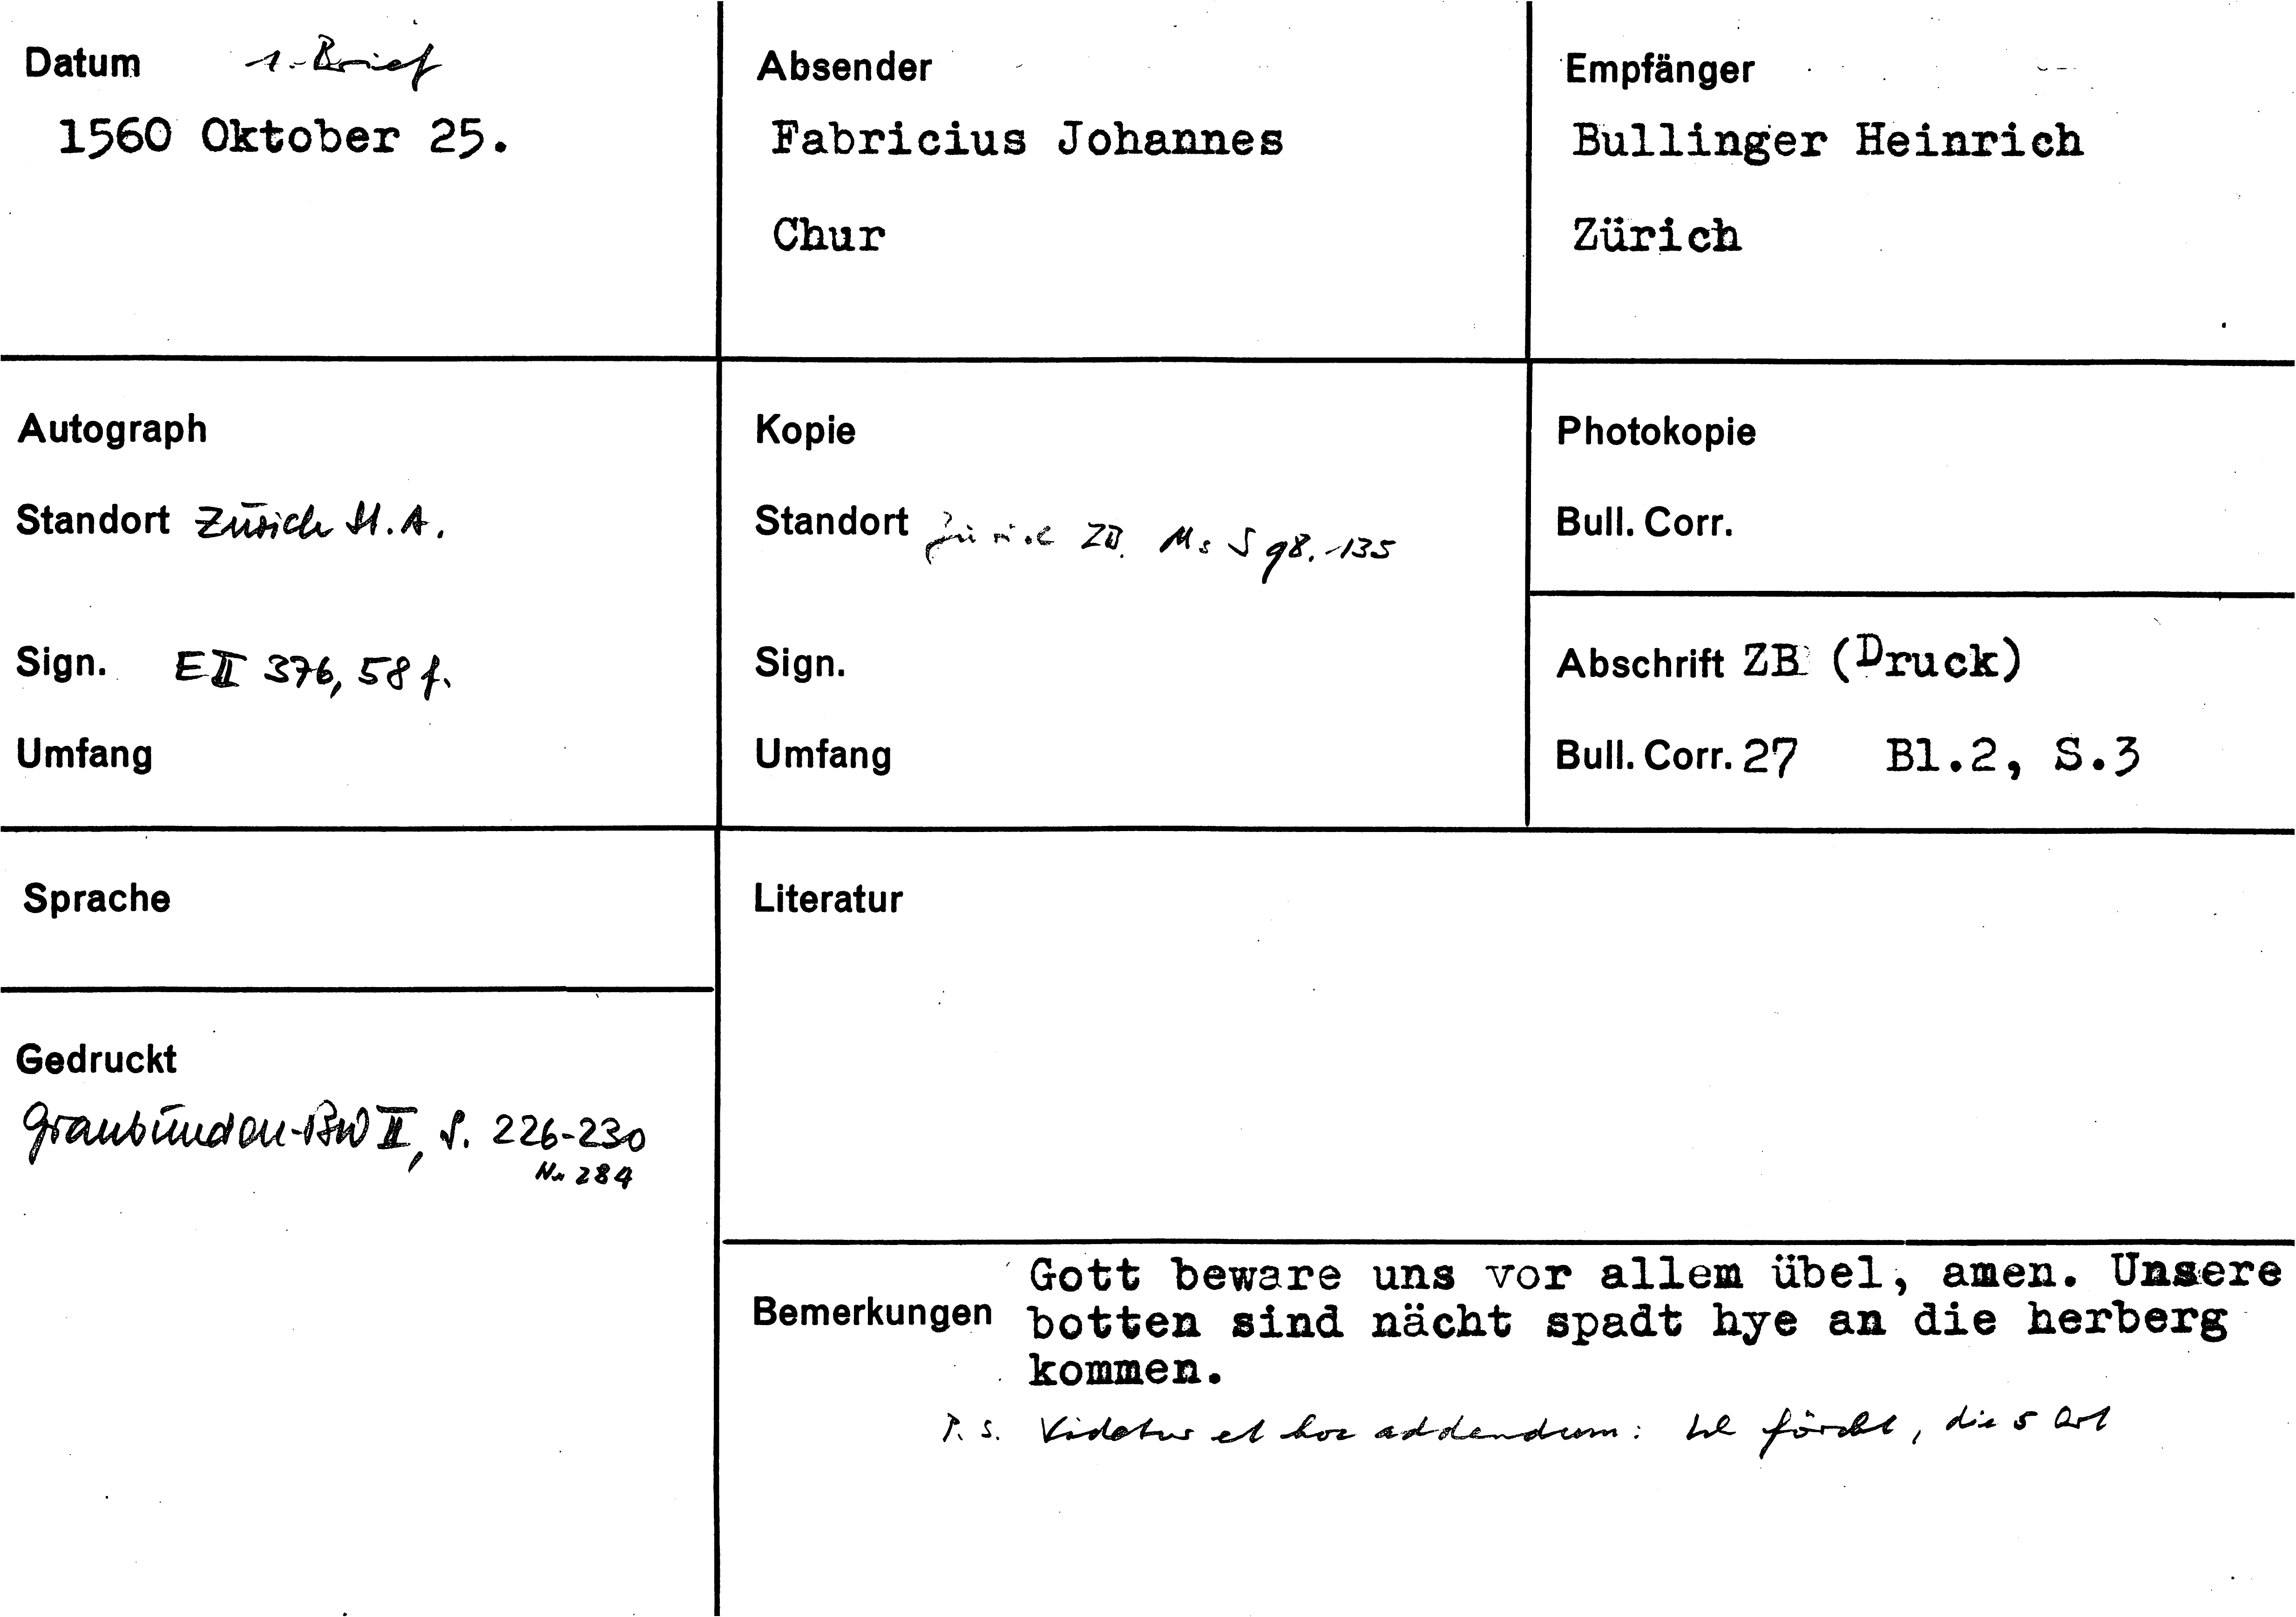 Datum 1. Brief
1560 Oktober 25.
Absender
Fabricius Johannes
Chur
Empfänger
Bullinger Heinrich
Zürich
Autograph
Standort Zürich St.A.
Sign. E II 376, 58 f.
Umfang
Kopie
Standort Zürich ZB. Ms S 98.-135
Sign.
Umfang
Photokopie
Bull. Corr.
Abschrift ZB (Druck)
Bull. Corr. 27 Bl.2, S.3
Sprache
Gedruckt
Graubünden-BW II, S. 226-230
Nr 284
Literatur
Bemerkungen
Gott beware uns vor allem übel, amen. Unsere
botten sind nächt spadt hye an die herberg
kommen.
P. S. Videtur et hoc addendum: förcht, die 5 Ort